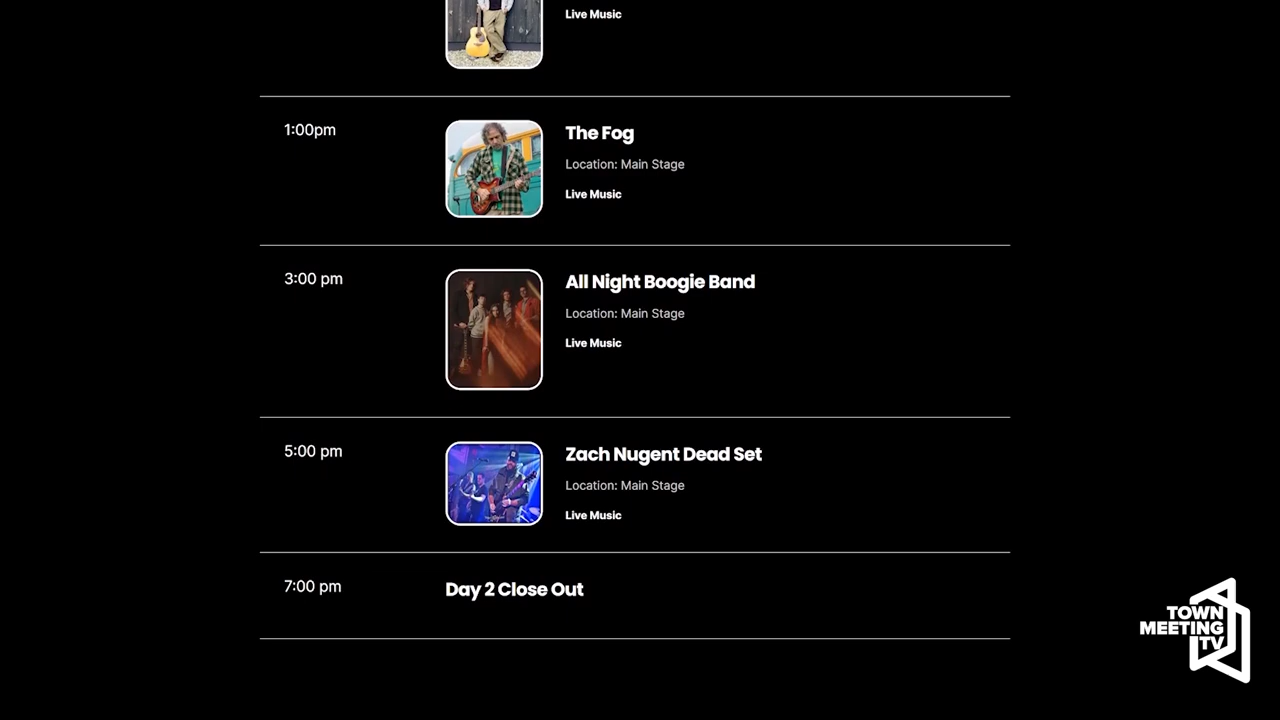 Live Music
1:00pm
The Fog
Location: Main Stage
Live Music
3:00 pm
All Night Boogie Band
Location: Main Stage
Live Music
5:00 pm
Zach Nugent Dead Set
Location: Main Stage
Live Music
7:00 pm
Day 2 Close Out
TOWN
MEETING
TV